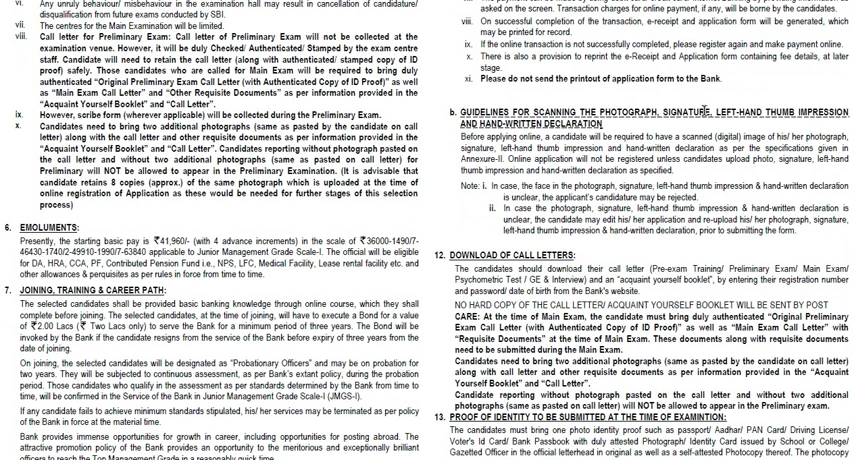 vi. Any unruly behaviour/ misbehaviour in the examination hall may result in cancellation of candidature/
disqualification from future exams conducted by SBI.
vii. The centres for the Main Examination will be limited.
viii. Call letter for Preliminary Exam: Call letter of Preliminary Exam will not be collected at the
examination venue. However, it will be duly Checked/ Authenticated/ Stamped by the exam centre
staff. Candidate will need to retain the call letter (along with authenticated/ stamped copy of ID
proof) safely. Those candidates who are called for Main Exam will be required to bring duly
authenticated “Original Preliminary Exam Call Letter (with Authenticated Copy of ID Proof)” as well
as “Main Exam Call Letter” and “Other Requisite Documents” as per information provided in the
“Acquaint Yourself Booklet” and “Call Letter”.
ix. However, scribe form (wherever applicable) will be collected during the Preliminary Exam.
x. Candidates need to bring two additional photographs (same as pasted by the candidate on call
letter) along with the call letter and other requisite documents as per information provided in the
“Acquaint Yourself Booklet” and “Call Letter”. Candidates reporting without photograph pasted on
the call letter and without two additional photographs (same as pasted on call letter) for
Preliminary will NOT be allowed to appear in the Preliminary Examination. (It is advisable that
candidate retains 8 copies (approx.) of the same photograph which is uploaded at the time of
online registration of Application as these would be needed for further stages of this selection
process)
6. EMOLUMENTS:
Presently, the starting basic pay is ₹41,960/- (with 4 advance increments) in the scale of ₹36000-1490/7-
46430-1740/2-49910-1990/7-63840 applicable to Junior Management Grade Scale-I. The official will be eligible
for DA, HRA, CCA, PF, Contributed Pension Fund i.e., NPS, LFC, Medical Facility, Lease rental facility etc. and
other allowances & perquisites as per rules in force from time to time.
7. JOINING, TRAINING & CAREER PATH:
The selected candidates shall be provided basic banking knowledge through online course, which they shall
complete before joining. The selected candidates, at the time of joining, will have to execute a Bond for a value
of ₹2.00 Lacs (₹ Two Lacs only) to serve the Bank for a minimum period of three years. The Bond will be
invoked by the Bank if the candidate resigns from the service of the Bank before expiry of three years from the
date of joining.
On joining, the selected candidates will be designated as “Probationary Officers” and may be on probation for
two years. They will be subjected to continuous assessment, as per Bank’s extant policy, during the probation
period. Those candidates who qualify in the assessment as per standards determined by the Bank from time to
time, will be confirmed in the Service of the Bank in Junior Management Grade Scale-I (JMGS-I).
If any candidate fails to achieve minimum standards stipulated, his/ her services may be terminated as per policy
of the Bank in force at the material time.
Bank provides immense opportunities for growth in career, including opportunities for posting abroad. The
attractive promotion policy of the Bank provides an opportunity to the meritorious and exceptionally brilliant
officers to reach the Top Management Grade in a reasonably quick time.
asked on the screen. Transaction charges for online payment, if any, will be borne by the candidates.
viii. On successful completion of the transaction, e-receipt and application form will be generated, which
may be printed for record.
ix. If the online transaction is not successfully completed, please register again and make payment online.
x. There is also a provision to reprint the e-Receipt and Application form containing fee details, at later
stage.
xi. Please do not send the printout of application form to the Bank.
b. GUIDELINES FOR SCANNING THE PHOTOGRAPH, SIGNATURE, LEFT-HAND THUMB IMPRESSION
AND HAND-WRITTEN DECLARATION
Before applying online, a candidate will be required to have a scanned (digital) image of his/ her photograph,
signature, left-hand thumb impression and hand-written declaration as per the specifications given in
Annexure-II. Online application will not be registered unless candidates upload photo, signature, left-hand
thumb impression and hand-written declaration as specified.
Note: i. In case, the face in the photograph, signature, left-hand thumb impression & hand-written declaration
is unclear, the applicant’s candidature may be rejected.
ii. In case the photograph, signature, left-hand thumb impression & hand-written declaration is
unclear, the candidate may edit his/ her application and re-upload his/ her photograph, signature,
left-hand thumb impression & hand-written declaration, prior to submitting the form.
12. DOWNLOAD OF CALL LETTERS:
The candidates should download their call letter (Pre-exam Training/ Preliminary Exam/ Main Exam/
Psychometric Test / GE & Interview) and an “acquaint yourself booklet”, by entering their registration number
and password/ date of birth from the Bank's website.
NO HARD COPY OF THE CALL LETTER/ ACQUAINT YOURSELF BOOKLET WILL BE SENT BY POST
CARE: At the time of Main Exam, the candidate must bring duly authenticated “Original Preliminary
Exam Call Letter (with Authenticated Copy of ID Proof)” as well as “Main Exam Call Letter” with
“Requisite Documents” at the time of Main Exam. These documents along with requisite documents
need to be submitted during the Main Exam.
Candidates need to bring two additional photographs (same as pasted by the candidate on call letter)
along with call letter and other requisite documents as per information provided in the “Acquaint
Yourself Booklet” and “Call Letter”.
Candidate reporting without photograph pasted on the call letter and without two additional
photographs (same as pasted on call letter) will NOT be allowed to appear in the Preliminary exam.
13. PROOF OF IDENTITY TO BE SUBMITTED AT THE TIME OF EXAMINTION:
The candidates must bring one photo identity proof such as passport/ Aadhar/ PAN Card/ Driving License/
Voter's Id Card/ Bank Passbook with duly attested Photograph/ Identity Card issued by School or College/
Gazetted Officer in the official letterhead in original as well as a self-attested Photocopy thereof. The photocopy